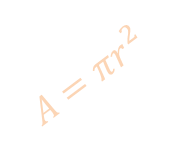 A = πr²